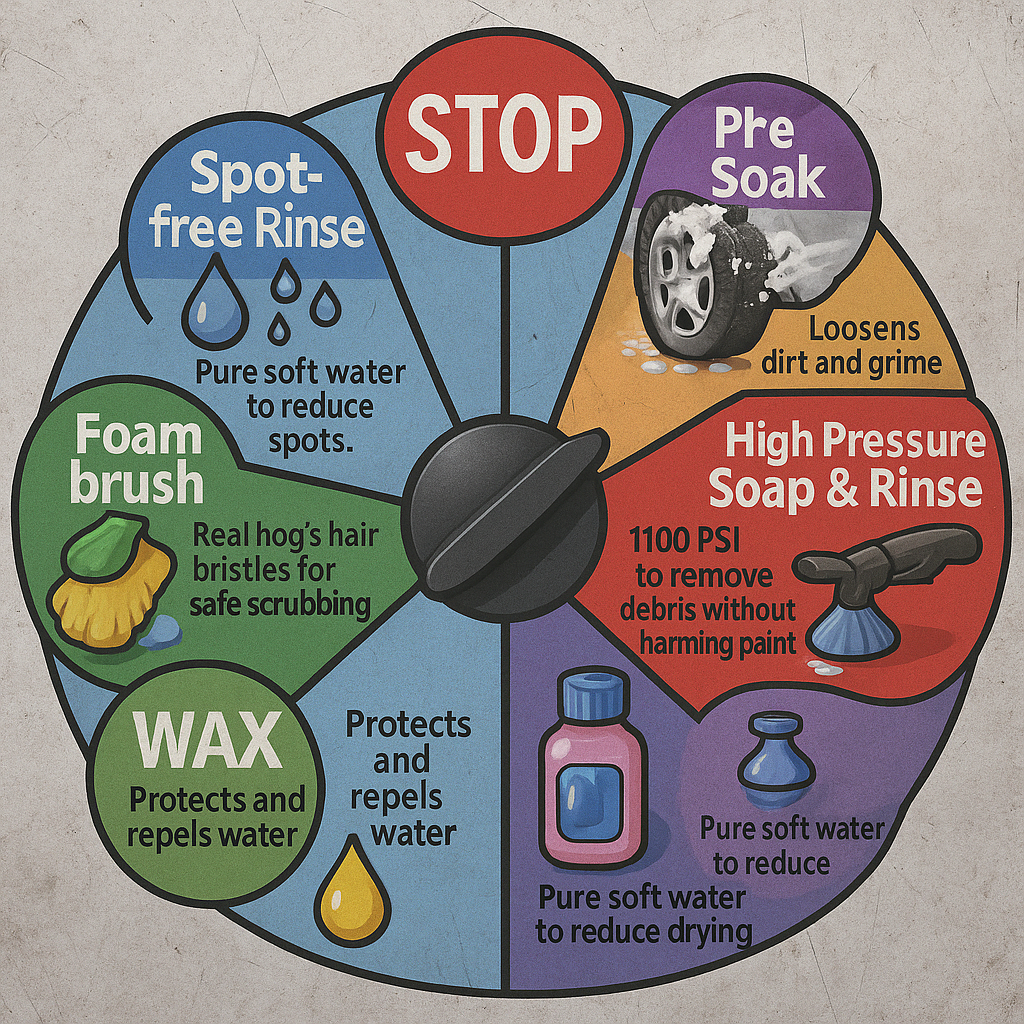 STOP
Pre
Soak
Loosens
dirt and grime
High Pressure
Soap & Rinse
1100 PSI
to remove
debris without
harming paint
Pure soft water
to reduce
Pure soft water
to reduce drying
Protects
and
repels
water
WAX
Protects and
repels water
Foam
brush
Real hog's hair
bristles for
safe scrubbing
Spot-
free Rinse
Pure soft water
to reduce
spots.